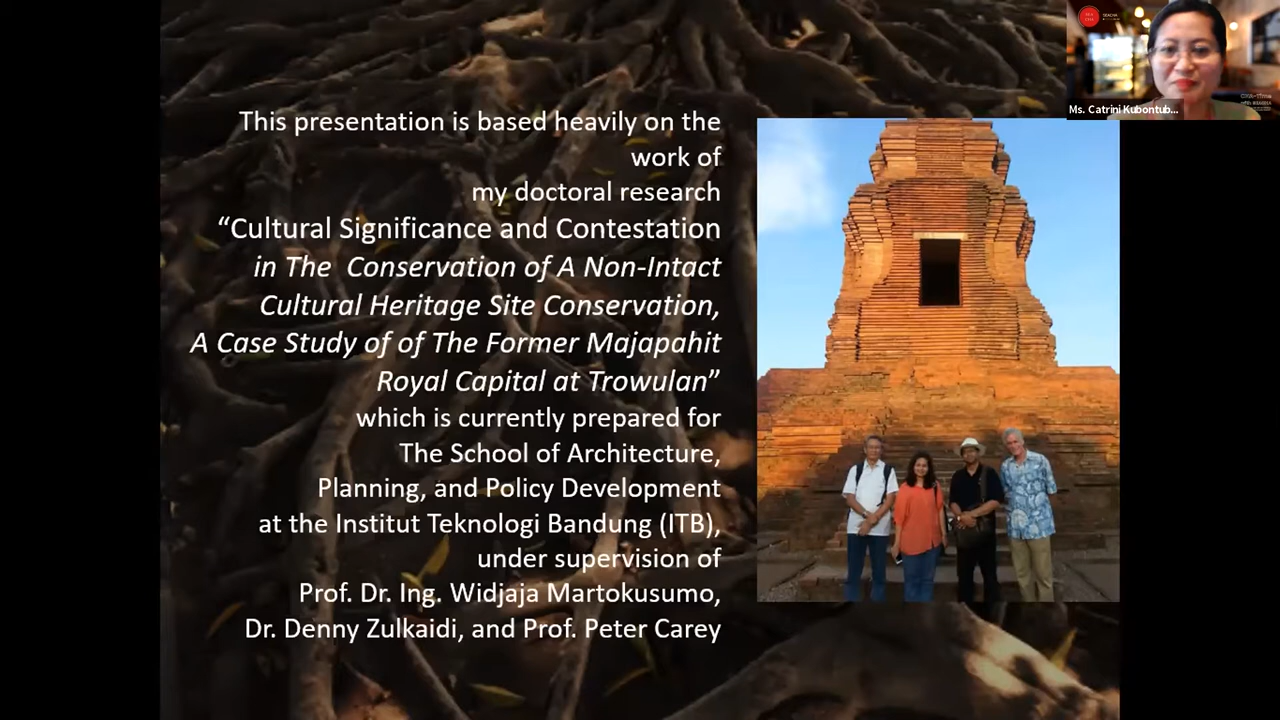 This presentation is based heavily on the
work of
my doctoral research
“Cultural Significance and Contestation
in The Conservation of A Non-Intact
Cultural Heritage Site Conservation,
A Case Study of of The Former Majapahit
Royal Capital at Trowulan”
which is currently prepared for
The School of Architecture,
Planning, and Policy Development
at the Institut Teknologi Bandung (ITB),
under supervision of
Prof. Dr. Ing. Widjaja Martokusumo,
Dr. Denny Zulkaidi, and Prof. Peter Carey
Ms. Catrini Kubontub...